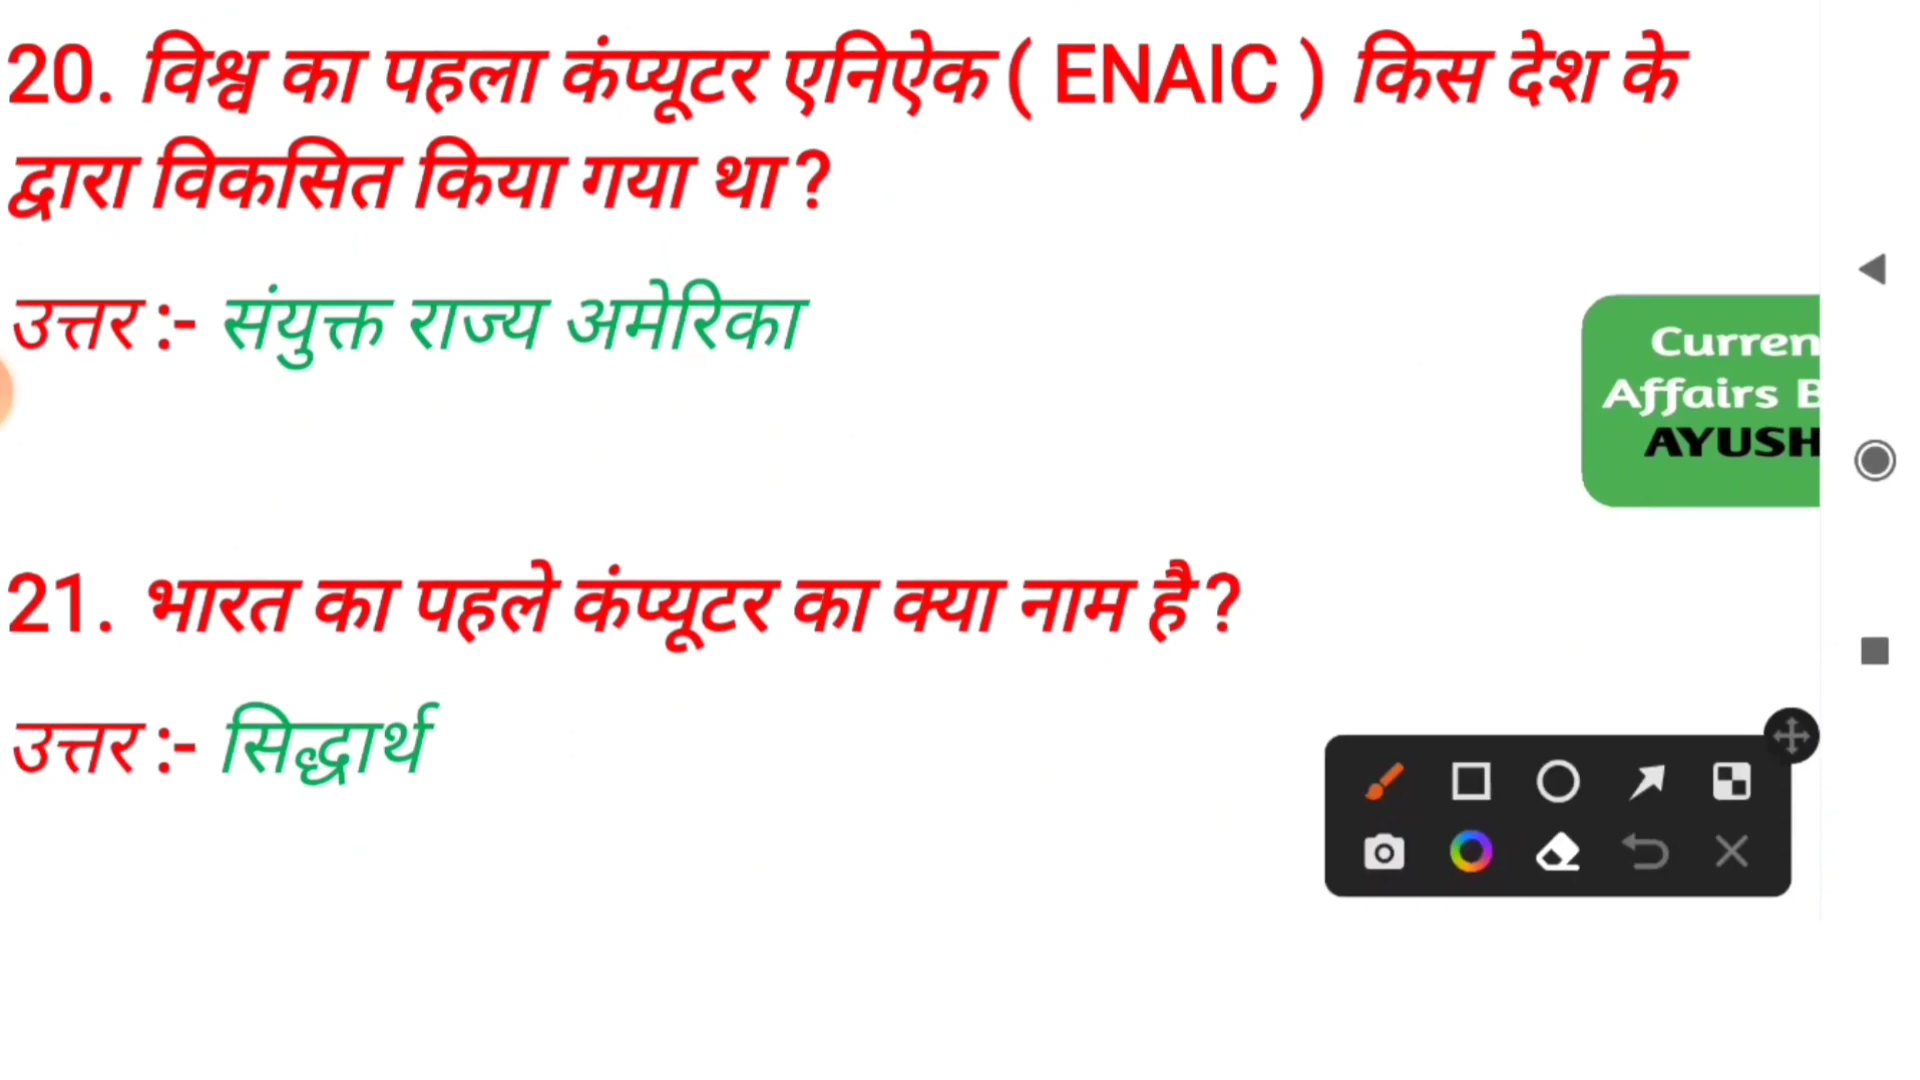 20. विश्व का पहला कंप्यूटर एनिऐक ( ENAIC ) किस देश के
द्वारा विकसित किया गया था ?
उत्तर :- संयुक्त राज्य अमेरिका
Curren
Affairs B
AYUSH
21. भारत का पहले कंप्यूटर का क्या नाम है ?
उत्तर :- सिद्धार्थ